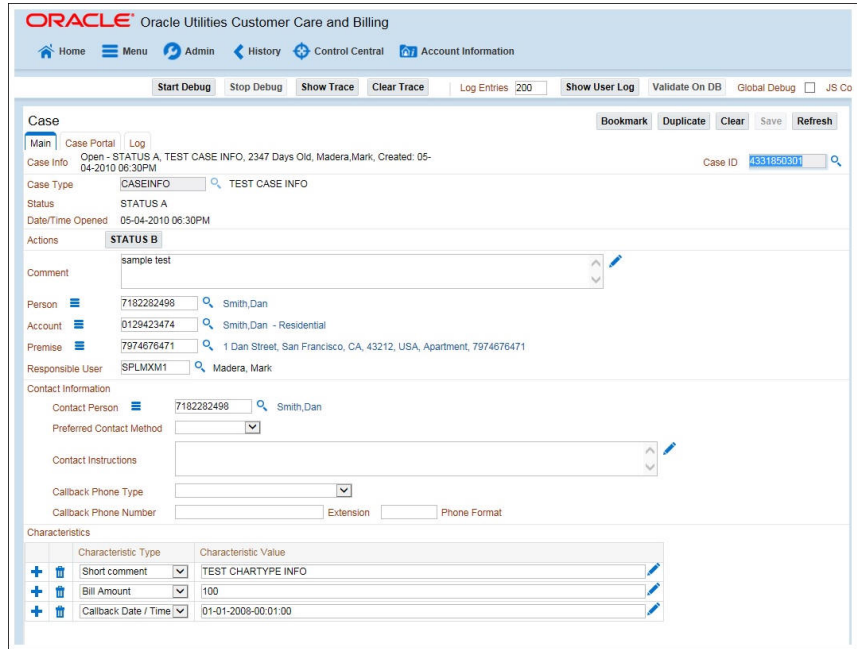 ORACLE® Oracle Utilities Customer Care and Billing
Home Menu Admin History Control Central Account Information
Start Debug Stop Debug Show Trace Clear Trace Log Entries 200 Show User Log Validate On DB Global Debug JS Co
Case Bookmark Duplicate Clear Save Refresh
Main Case Portal Log
Case Info Open - STATUS A, TEST CASE INFO, 2347 Days Old, Madera,Mark, Created: 05-
04-2010 06:30PM Case ID 4331850301
Case Type CASEINFO TEST CASE INFO
Status STATUS A
Date/Time Opened 05-04-2010 06:30PM
Actions STATUS B
Comment sample test
Person 7182282498 Smith,Dan
Account 0129423474 Smith,Dan - Residential
Premise 7974676471 1 Dan Street, San Francisco, CA, 43212, USA, Apartment, 7974676471
Responsible User SPLMXM1 Madera, Mark
Contact Information
Contact Person 7182282498 Smith,Dan
Preferred Contact Method
Contact Instructions
Callback Phone Type
Callback Phone Number Extension Phone Format
Characteristics
Characteristic Type Characteristic Value
Short comment TEST CHARTYPE INFO
Bill Amount 100
Callback Date / Time 01-01-2008-00:01:00